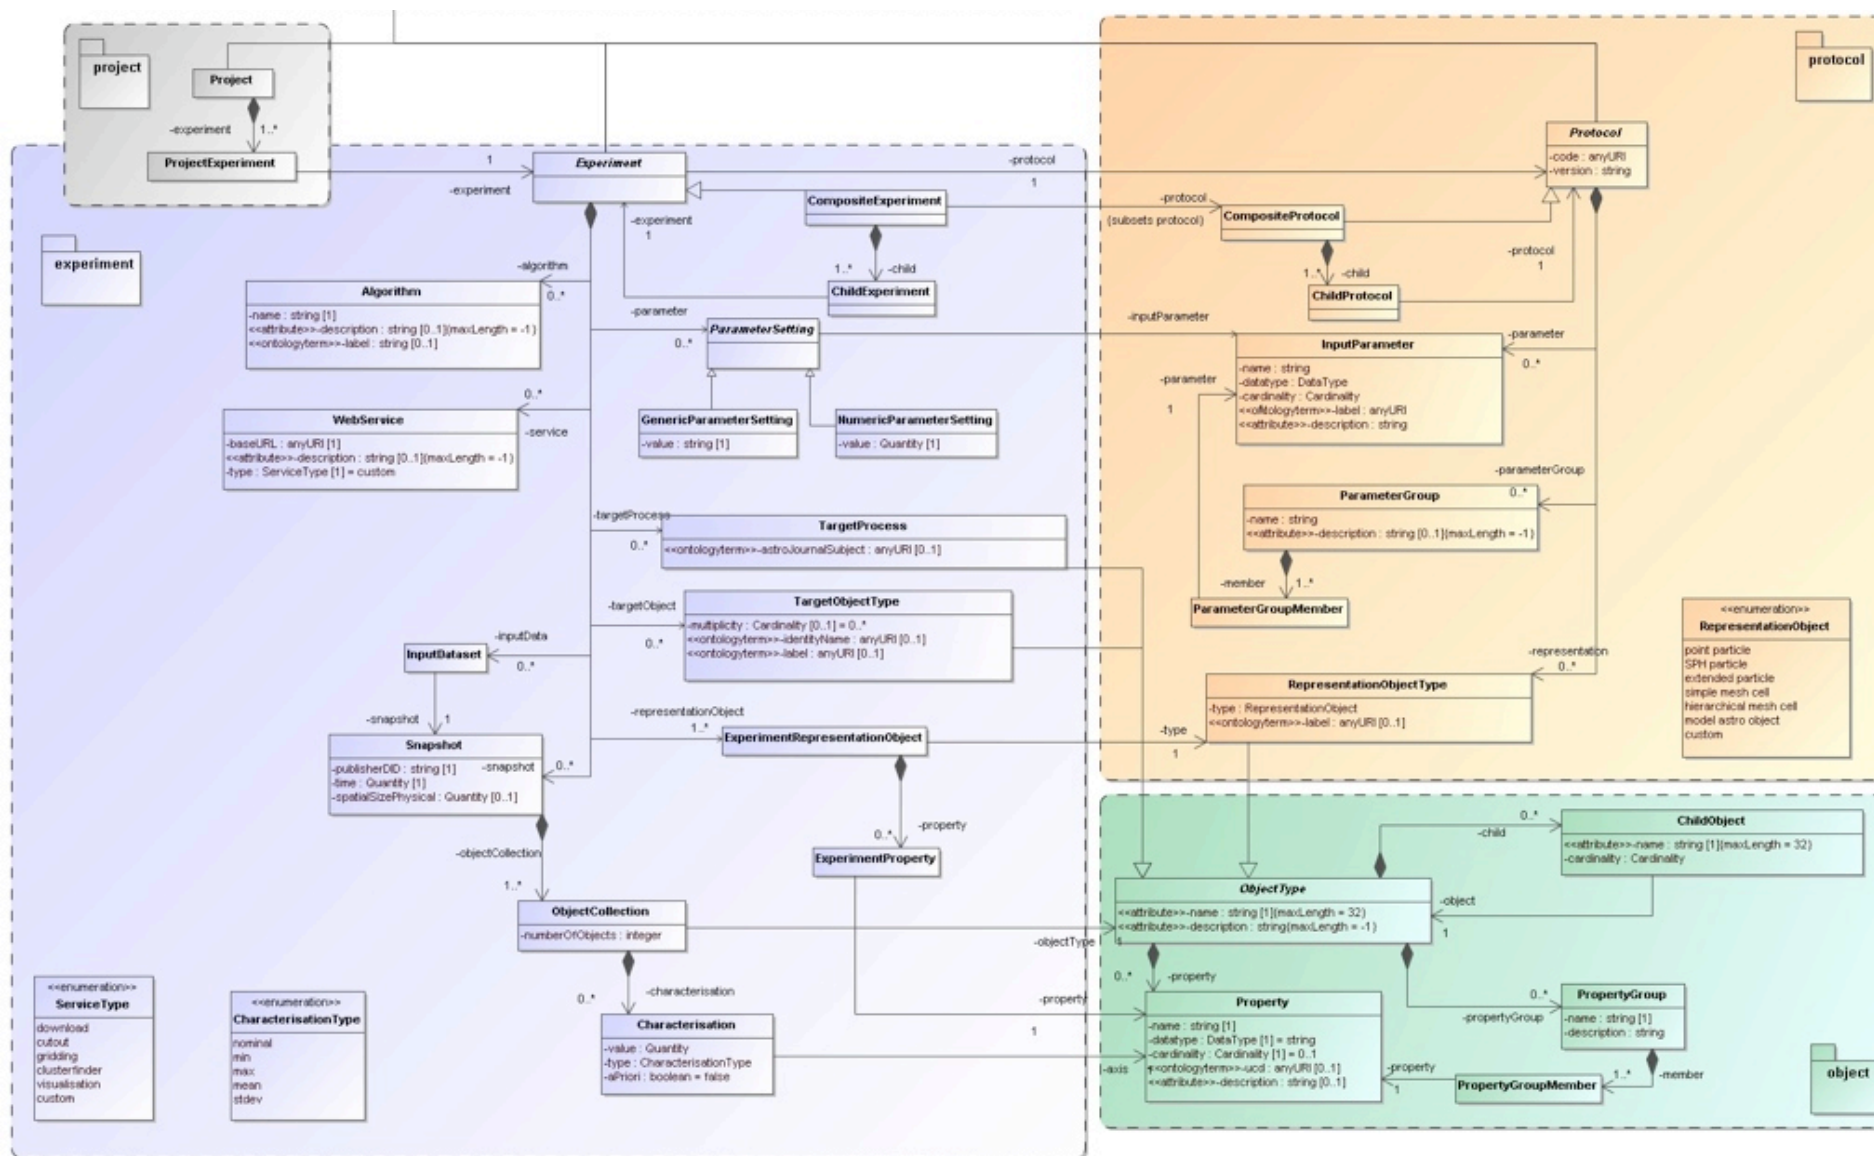 project
Project
-experiment
1..*
ProjectExperiment
experiment
1
-experiment
Experiment
-protocol
1
-experiment
1
CompositeExperiment
1..*
-child
ChildExperiment
-algorithm
0..*
Algorithm
-name : string [1]
<<attribute>>-description : string [0..1](maxLength = -1)
<<ontologyterm>>-label : string [0..1]
-parameter
0..*
ParameterSetting
GenericParameterSetting
-value : string [1]
NumericParameterSetting
-value : Quantity [1]
0..*
-service
WebService
-baseURL : anyURI [1]
<<attribute>>-description : string [0..1](maxLength = -1)
-type : ServiceType [1] = custom
-targetProcess
0..*
TargetProcess
<<ontologyterm>>-astroJournalSubject : anyURI [0..1]
-targetObject
0..*
TargetObjectType
-multiplicity : Cardinality [0..1] = 0..*
<<ontologyterm>>-identityName : anyURI [0..1]
<<ontologyterm>>-label : anyURI [0..1]
-inputData
0..*
InputDataset
-snapshot
1
Snapshot
-publisherDID : string [1]
-time : Quantity [1]
-spatialSizePhysical : Quantity [0..1]
-snapshot
0..*
-representationObject
1..*
ExperimentRepresentationObject
0..*
-property
ExperimentProperty
-objectCollection
1..*
ObjectCollection
-numberOfObjects : integer
0..*
-characterisation
Characterisation
-value : Quantity
-type : CharacterisationType
-aPriori : boolean = false
<<enumeration>>
ServiceType
download
cutout
gridding
clusterfinder
visualisation
custom
<<enumeration>>
CharacterisationType
nominal
min
max
mean
stdev
protocol
Protocol
-code : anyURI
-version : string
-protocol
(subsets protocol)
CompositeProtocol
1..*
-child
ChildProtocol
-protocol
1
-inputParameter
InputParameter
-name : string
-datatype : DataType
-cardinality : Cardinality
<<ontologyterm>>-label : anyURI
<<attribute>>-description : string
-parameter
0..*
-parameter
1
-parameterGroup
0..*
ParameterGroup
-name : string
<<attribute>>-description : string [0..1](maxLength = -1)
-member
1..*
ParameterGroupMember
-representation
0..*
RepresentationObjectType
-type : RepresentationObject
<<ontologyterm>>-label : anyURI [0..1]
-type
1
<<enumeration>>
RepresentationObject
point particle
SPH particle
extended particle
simple mesh cell
hierarchical mesh cell
model astro object
custom
0..*
-child
ChildObject
<<attribute>>-name : string [1](maxLength = 32)
-cardinality : Cardinality
ObjectType
<<attribute>>-name : string [1](maxLength = 32)
<<attribute>>-description : string(maxLength = -1)
-object
1
-objectType
1
0..*
-property
-property
1
Property
-name : string [1]
-datatype : DataType [1] = string
-cardinality : Cardinality [1] = 0..1
<<ontologyterm>>-ucd : anyURI [0..1]
<<attribute>>-description : string [0..1]
-axis
1
0..*
-propertyGroup
PropertyGroup
-name : string [1]
-description : string
1..*
-member
PropertyGroupMember
-property
1
object